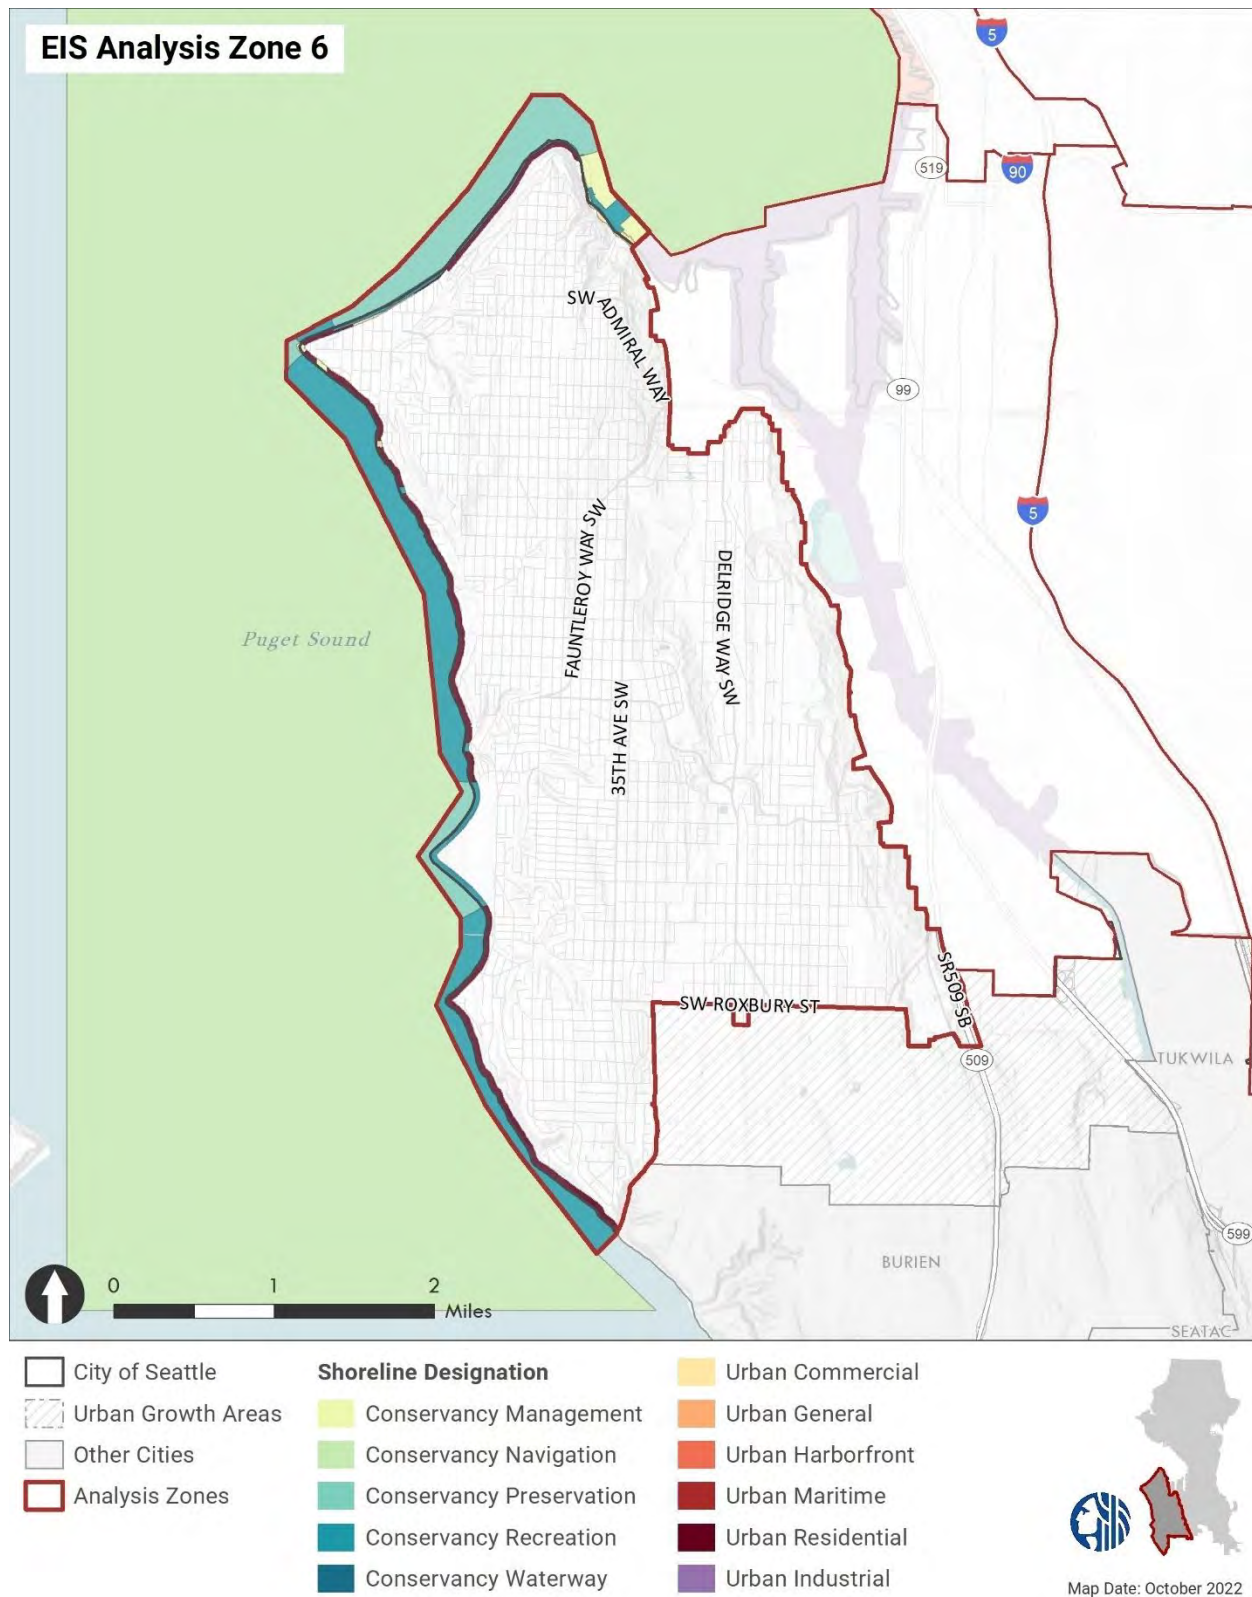 EIS Analysis Zone 6
5
519
90
SW ADMIRAL WAY
99
5
FAUNTLEROY WAY SW
DELRIDGE WAY SW
Puget Sound
35TH AVE SW
SR509 SB
SW ROXBURY ST
509
TUKWILA
599
BURIEN
0 1 2
Miles
SEATAC
City of Seattle
Urban Growth Areas
Other Cities
Analysis Zones
Shoreline Designation
Conservancy Management
Conservancy Navigation
Conservancy Preservation
Conservancy Recreation
Conservancy Waterway
Urban Commercial
Urban General
Urban Harborfront
Urban Maritime
Urban Residential
Urban Industrial
Map Date: October 2022